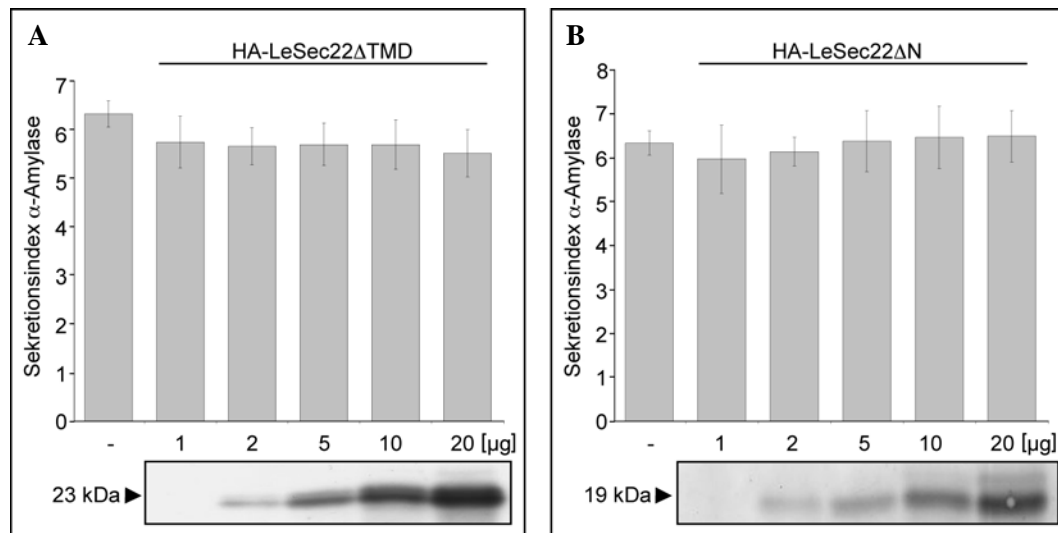 A
HA-LeSec22ΔTMD
Sekretionsindex α-Amylase
7
6
5
4
3
2
1
0
- 1 2 5 10 20 [µg]
23 kDa
B
HA-LeSec22ΔN
Sekretionsindex α-Amylase
8
7
6
5
4
3
2
1
0
- 1 2 5 10 20 [µg]
19 kDa